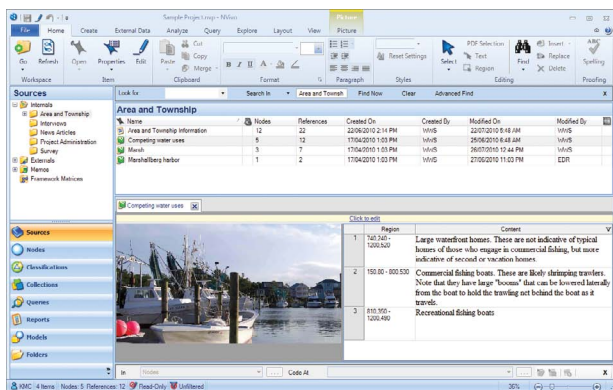 Sample Project.nvp - NVivo
Picture
File Home Create External Data Analyze Query Explore Layout View Picture
Go Refresh Open Properties Edit Paste Cut
Copy
Merge
B I U A
Reset Settings
Select PDF Selection
Text
Region
Find Insert
Replace
Delete
ABC
Spelling
Workspace Item Clipboard Format Paragraph Styles Editing Proofing
Sources
Look for: Search In Area and Townsh Find Now Clear Advanced Find x
Internals
Area and Township
Interviews
News Articles
Project Administration
Survey
Externals
Memos
Framework Matrices
Area and Township
Name Nodes References Created On Created By Modified On Modified By
Area and Township Information 12 22 22/06/2010 2:14 PM WWS 22/07/2010 5:48 AM WWS
Competing water uses 5 12 17/04/2010 1:03 PM WWS 25/06/2010 6:48 AM WWS
Marsh 3 7 17/04/2010 1:03 PM WWS 26/07/2010 12:44 PM WWS
Marshallberg harbor 1 2 17/04/2010 1:03 PM WWS 27/05/2010 11:03 PM EDR
Competing water uses
Click to edit
Region Content
1 740,240 - 1200,520 Large waterfront homes. These are not indicative of typical
homes of those who engage in commercial fishing, but more
indicative of second or vacation homes.
2 150,80 - 800,530 Commercial fishing boats. These are likely shrimping trawlers.
Note that they have large "booms" that can be lowered laterally
from the boat to hold the trawling net behind the boat as it
travels.
3 810,350 - 1200,490 Recreational fishing boats
Sources
Nodes
Classifications
Collections
Queries
Reports
Models
Folders
In Nodes Code At x
KMC 4 Items Nodes: 5 References: 12 Read-Only Unfiltered 35%